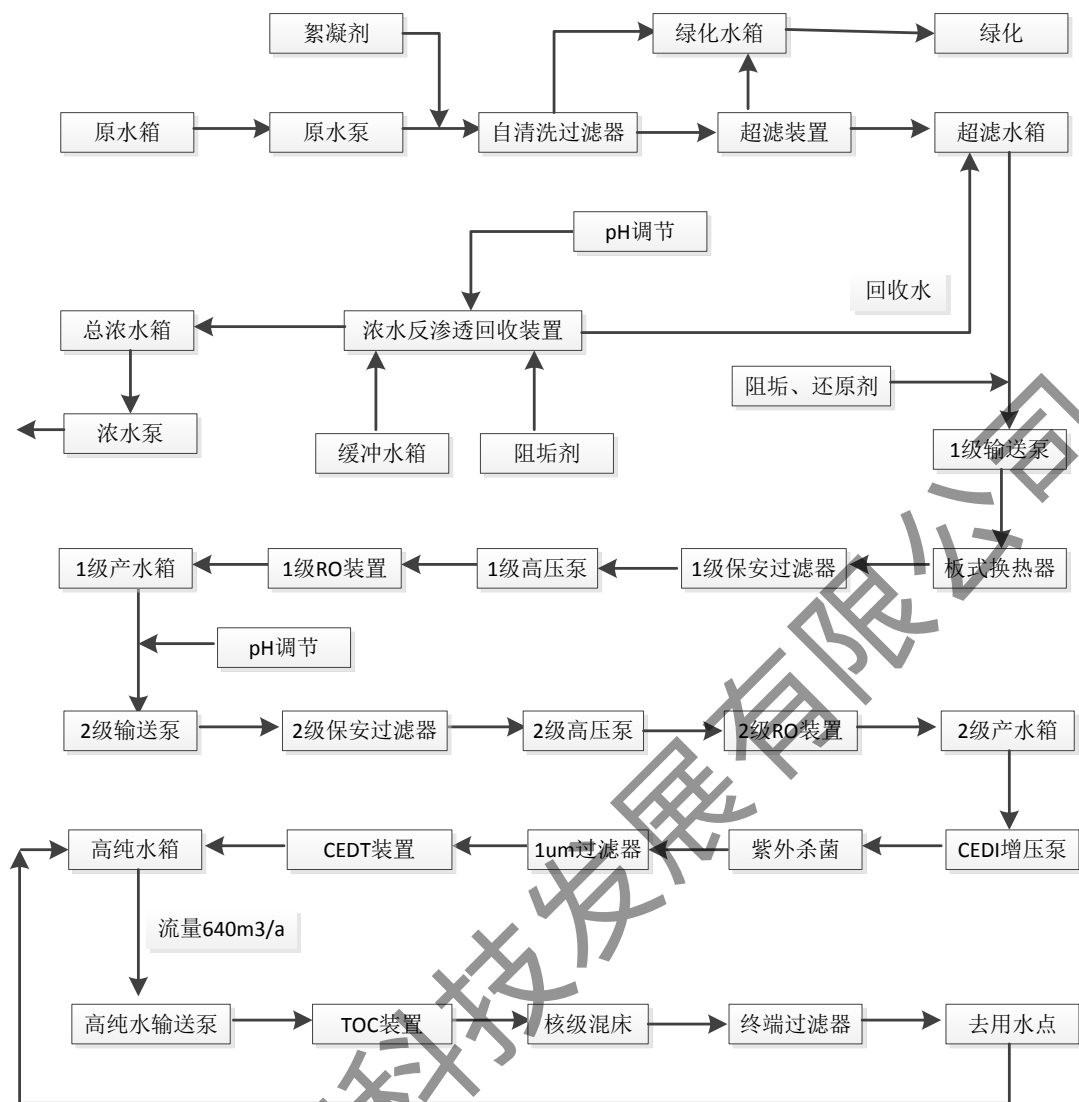 絮凝剂
绿化水箱
绿化
原水箱
原水泵
自清洗过滤器
超滤装置
超滤水箱
pH调节
回收水
总浓水箱
浓水反渗透回收装置
阻垢、还原剂
浓水泵
缓冲水箱
阻垢剂
1级输送泵
1级产水箱
1级RO装置
1级高压泵
1级保安过滤器
板式换热器
pH调节
2级输送泵
2级保安过滤器
2级高压泵
2级RO装置
2级产水箱
高纯水箱
CEDT装置
1um过滤器
紫外杀菌
CEDI增压泵
流量640m3/a
高纯水输送泵
TOC装置
核级混床
终端过滤器
去用水点
科技发展有限公司